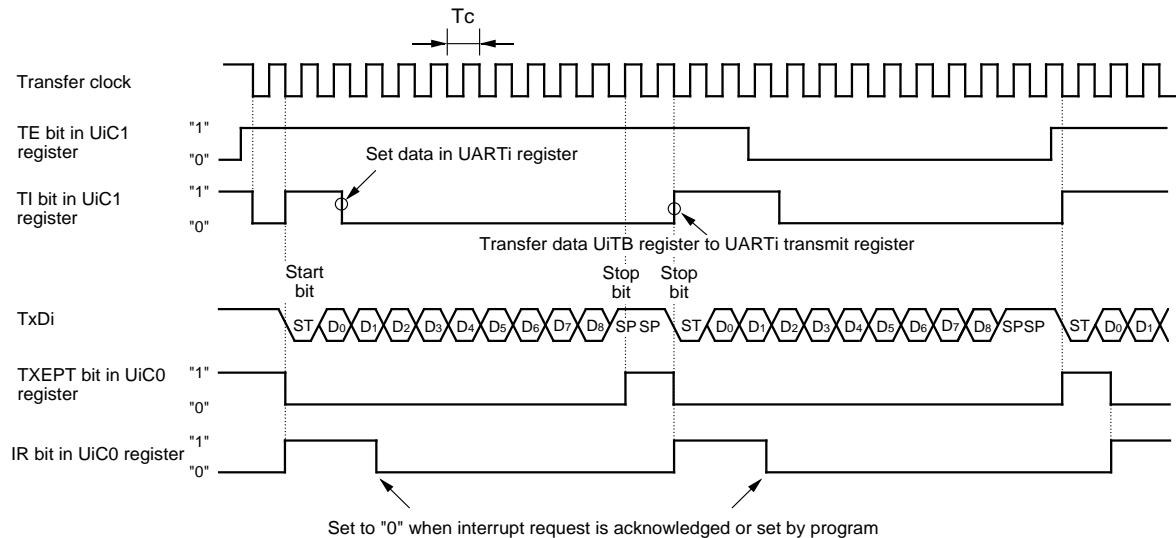 Tc
Transfer clock
TE bit in UiC1
register
"1"
"0"
Set data in UARTi register
TI bit in UiC1
register
"1"
"0"
Transfer data UiTB register to UARTi transmit register
Start
bit
Stop
bit
Stop
bit
TxDi
ST D0 D1 D2 D3 D4 D5 D6 D7 D8 SP SP ST D0 D1 D2 D3 D4 D5 D6 D7 D8 SPSP ST D0 D1
TXEPT bit in UiC0
register
"1"
"0"
IR bit in UiC0 register
"1"
"0"
Set to "0" when interrupt request is acknowledged or set by program